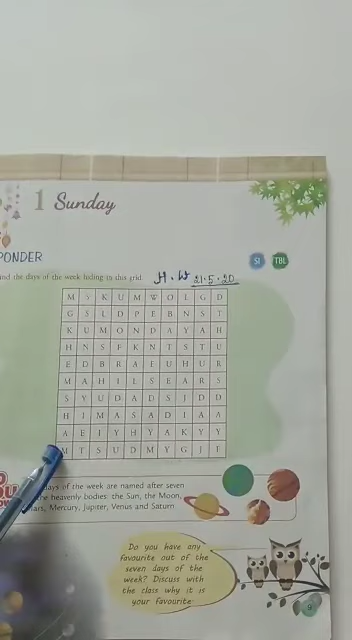 1 Sunday
PONDER
SI TBL
nd the days of the week hiding in this grid. H.W 21.5.20
M S K U M W O L G D
G S L D P E B N S T
K U M O N D A Y A H
H N S F K N T S T U
E D B R A E U H U R
M A H I L S E A R S
S Y U D A D S I D D
H I M A S A D I A A
A E J Y H Y A K Y Y
M T S U D M Y G J T
days of the week are named after seven
the heavenly bodies: the Sun, the Moon,
Mars, Mercury, Jupiter, Venus and Saturn
Do you have any
favourite out of the
seven days of the
week? Discuss with
the class why it is
your favourite.
9